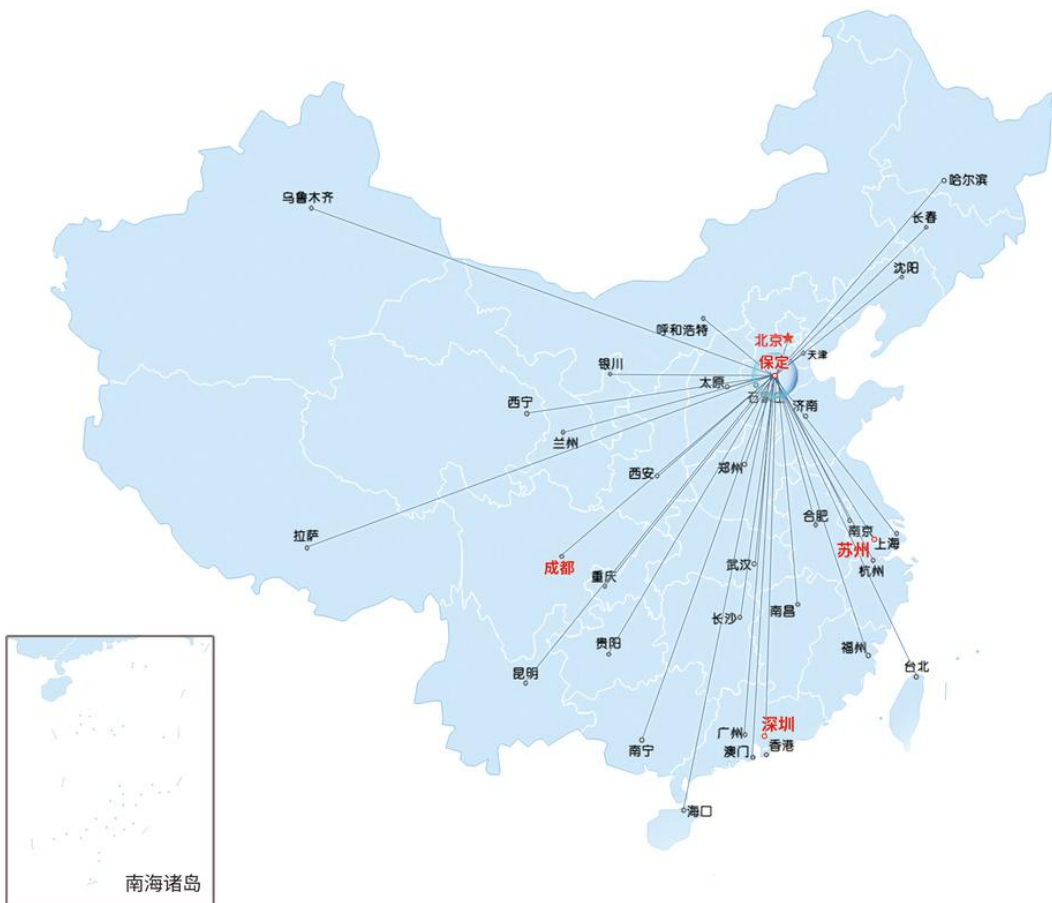 哈尔滨
乌鲁木齐
长春
沈阳
呼和浩特
北京
天津
保定
银川
太原
西宁
济南
兰州
西安
郑州
拉萨
合肥
南京
上海
苏州
成都
武汉
杭州
重庆
长沙
南昌
贵阳
福州
昆明
台北
深圳
广州
南宁
澳门
香港
海口
南海诸岛